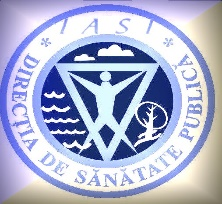 IAȘI
* DIRECȚIA DE SĂNĂTATE PUBLICĂ *